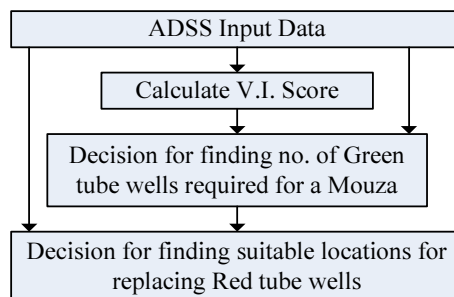 ADSS Input Data
Calculate V.I. Score
Decision for finding no. of Green
tube wells required for a Mouza
Decision for finding suitable locations for
replacing Red tube wells